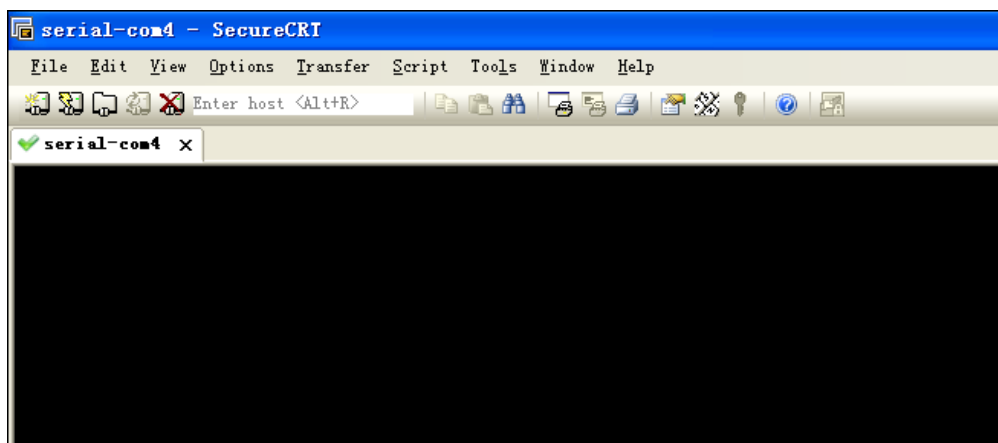 serial-com4 - SecureCRT
File Edit View Options Transfer Script Tools Window Help
Enter host <Alt+R>
serial-com4 x